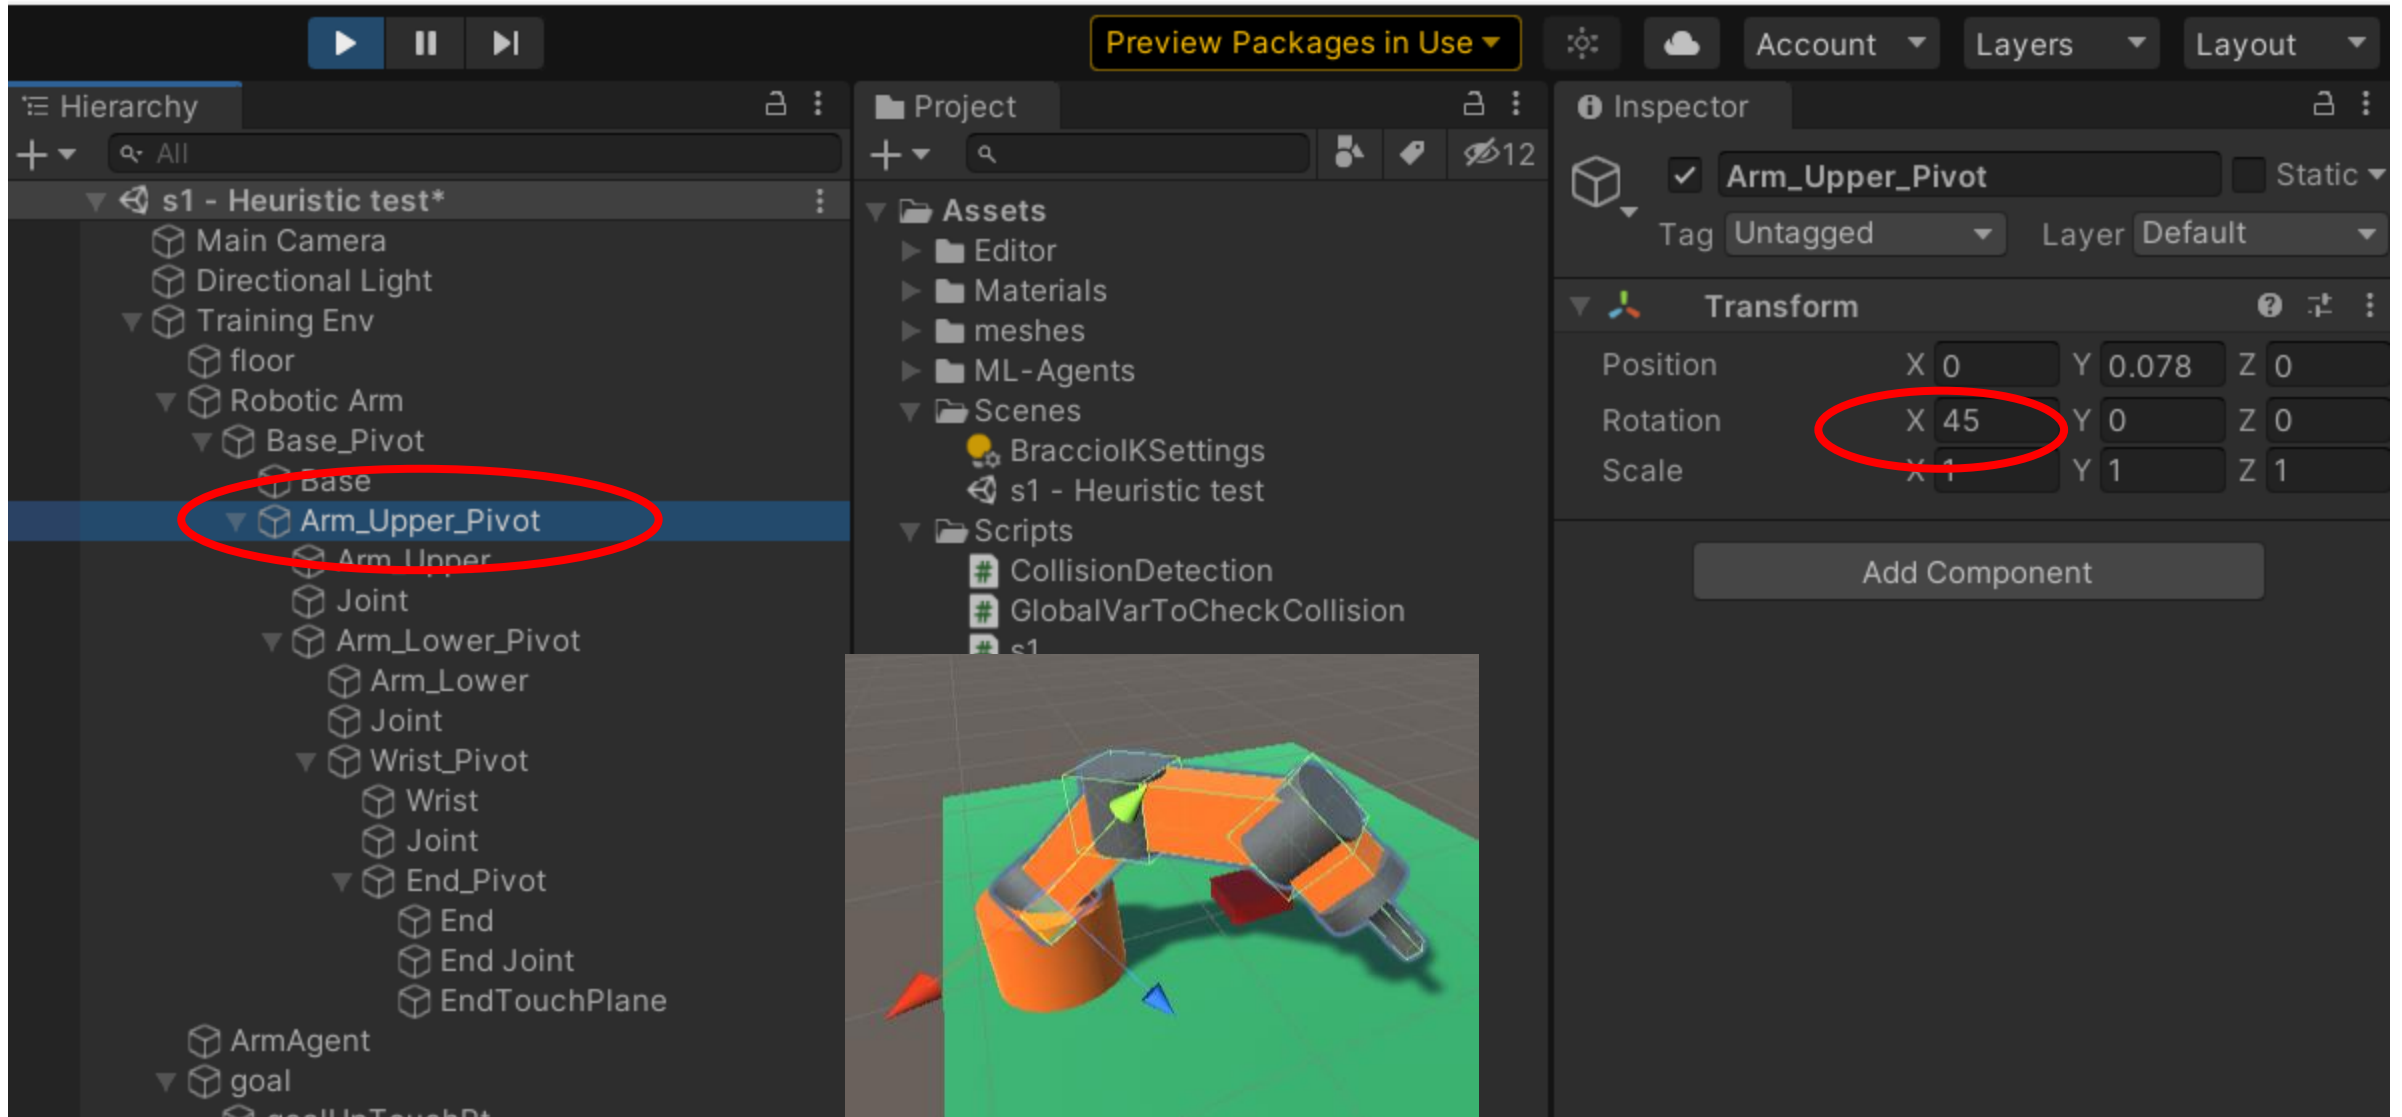 Preview Packages in Use
Account
Layers
Layout
Hierarchy
All
s1 - Heuristic test*
Main Camera
Directional Light
Training Env
floor
Robotic Arm
Base_Pivot
Base
Arm_Upper_Pivot
Arm_Upper
Joint
Arm_Lower_Pivot
Arm_Lower
Joint
Wrist_Pivot
Wrist
Joint
End_Pivot
End
End Joint
EndTouchPlane
ArmAgent
goal
Project
12
Assets
Editor
Materials
meshes
ML-Agents
Scenes
BraccioIKSettings
s1 - Heuristic test
Scripts
# CollisionDetection
# GlobalVarToCheckCollision
# s1
Inspector
Arm_Upper_Pivot Static
Tag Untagged Layer Default
Transform
Position X 0 Y 0.078 Z 0
Rotation X 45 Y 0 Z 0
Scale X 1 Y 1 Z 1
Add Component